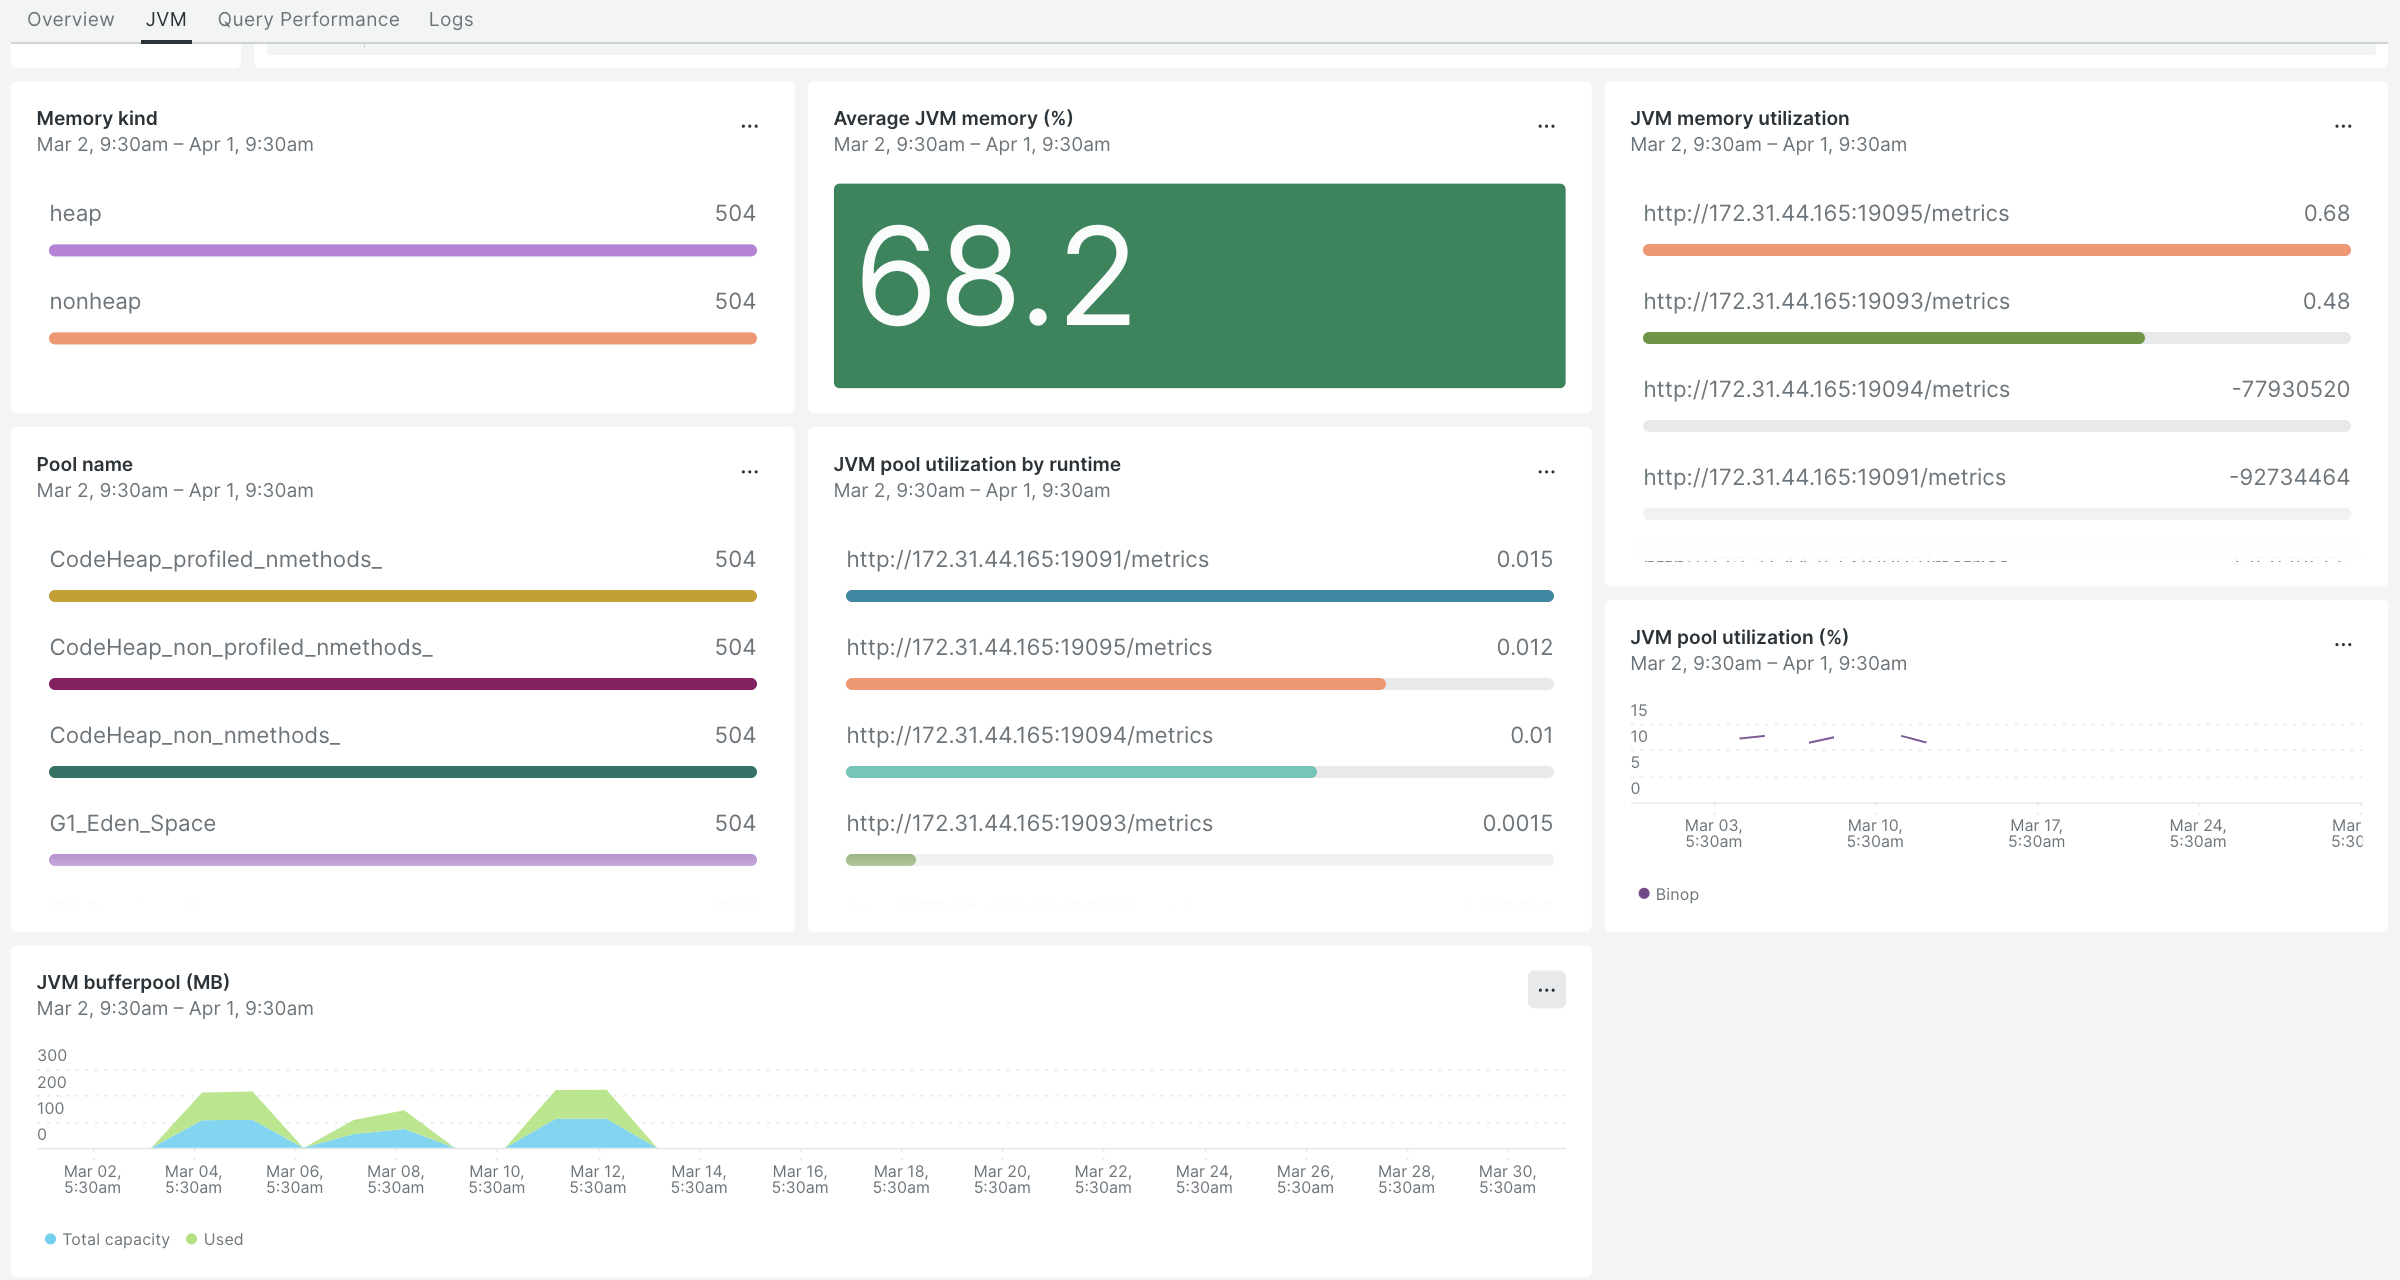 Overview JVM Query Performance Logs
Memory kind
Mar 2, 9:30am – Apr 1, 9:30am
heap 504
nonheap 504
Average JVM memory (%)
Mar 2, 9:30am – Apr 1, 9:30am
68.2
JVM memory utilization
Mar 2, 9:30am – Apr 1, 9:30am
http://172.31.44.165:19095/metrics 0.68
http://172.31.44.165:19093/metrics 0.48
http://172.31.44.165:19094/metrics -77930520
http://172.31.44.165:19091/metrics -92734464
Pool name
Mar 2, 9:30am – Apr 1, 9:30am
CodeHeap_profiled_nmethods_ 504
CodeHeap_non_profiled_nmethods_ 504
CodeHeap_non_nmethods_ 504
G1_Eden_Space 504
JVM pool utilization by runtime
Mar 2, 9:30am – Apr 1, 9:30am
http://172.31.44.165:19091/metrics 0.015
http://172.31.44.165:19095/metrics 0.012
http://172.31.44.165:19094/metrics 0.01
http://172.31.44.165:19093/metrics 0.0015
JVM pool utilization (%)
Mar 2, 9:30am – Apr 1, 9:30am
15
10
5
0
Mar 03, Mar 10, Mar 17, Mar 24, Mar
5:30am 5:30am 5:30am 5:30am 5:30
Binop
JVM bufferpool (MB)
Mar 2, 9:30am – Apr 1, 9:30am
300
200
100
0
Mar 02, Mar 04, Mar 06, Mar 08, Mar 10, Mar 12, Mar 14, Mar 16, Mar 18, Mar 20, Mar 22, Mar 24, Mar 26, Mar 28, Mar 30,
5:30am 5:30am 5:30am 5:30am 5:30am 5:30am 5:30am 5:30am 5:30am 5:30am 5:30am 5:30am 5:30am 5:30am 5:30am
Total capacity Used